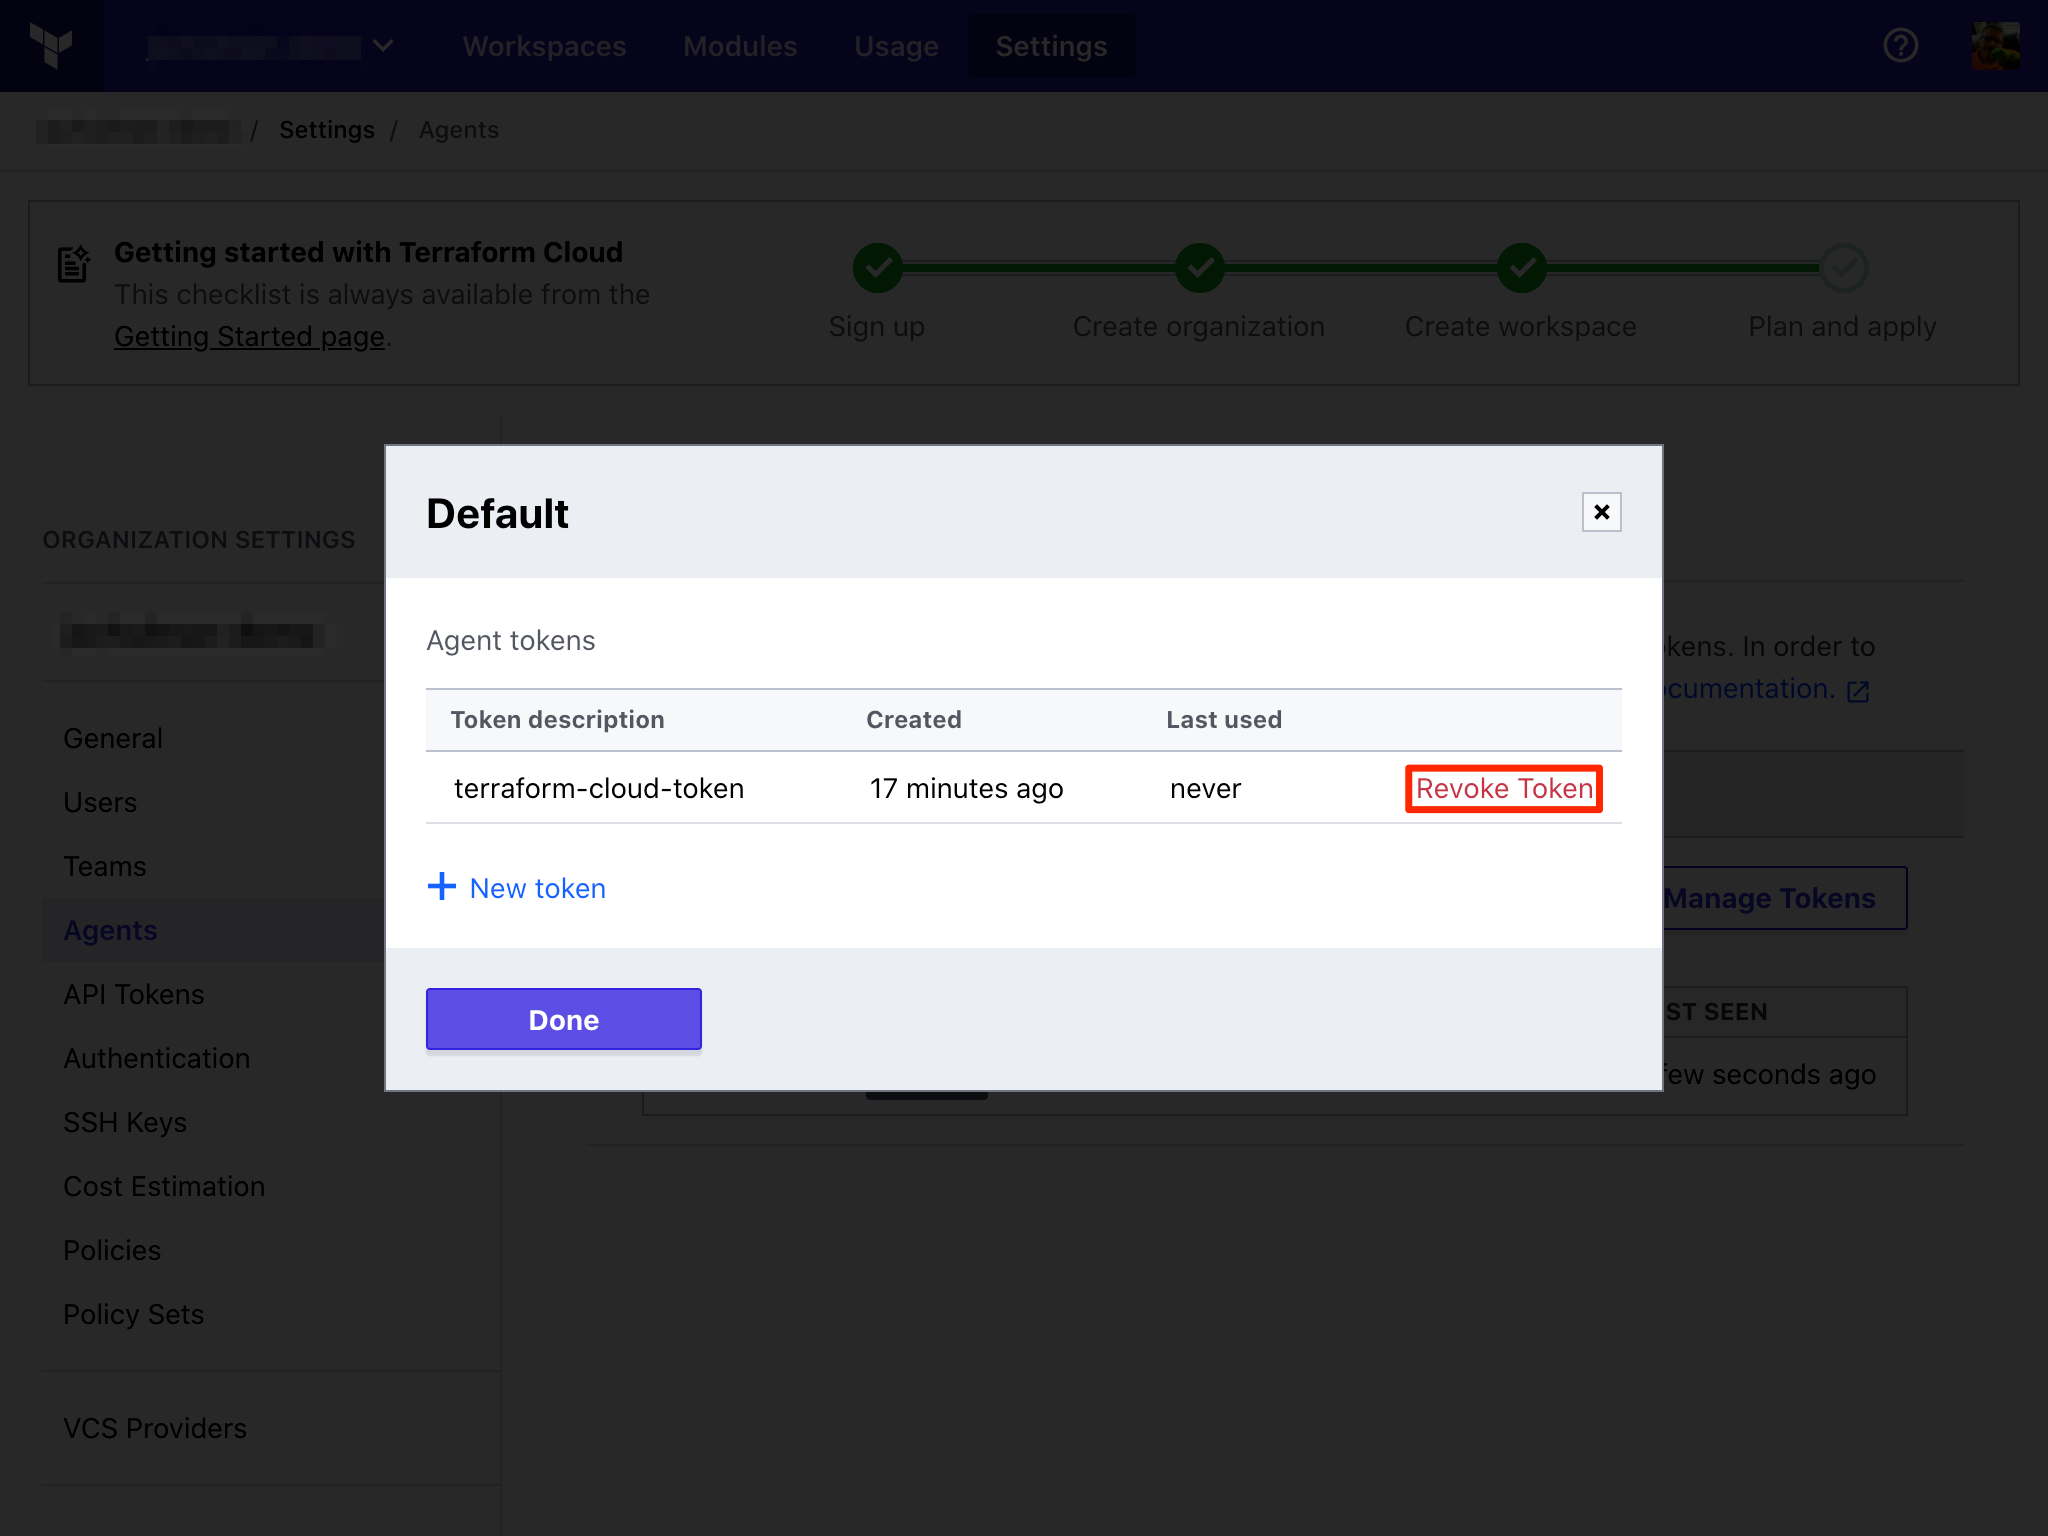 Workspaces Modules Usage Settings
/ Settings / Agents
Getting started with Terraform Cloud
This checklist is always available from the
Getting Started page.
Sign up Create organization Create workspace Plan and apply
ORGANIZATION SETTINGS
General
Users
Teams
Agents
API Tokens
Authentication
SSH Keys
Cost Estimation
Policies
Policy Sets
VCS Providers
Default
Agent tokens
Token description Created Last used
terraform-cloud-token 17 minutes ago never Revoke Token
New token
Done
kens. In order to
cumentation.
Manage Tokens
ST SEEN
few seconds ago